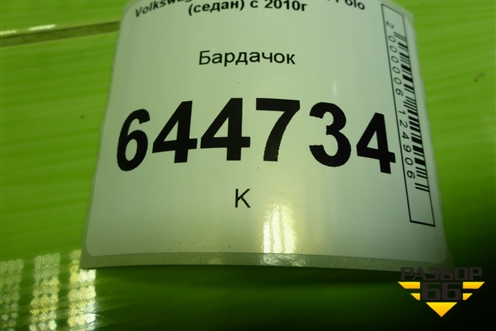 (седан) с 2010г
Бардачок
644734
К
2000006124906
РАЗБОР
66